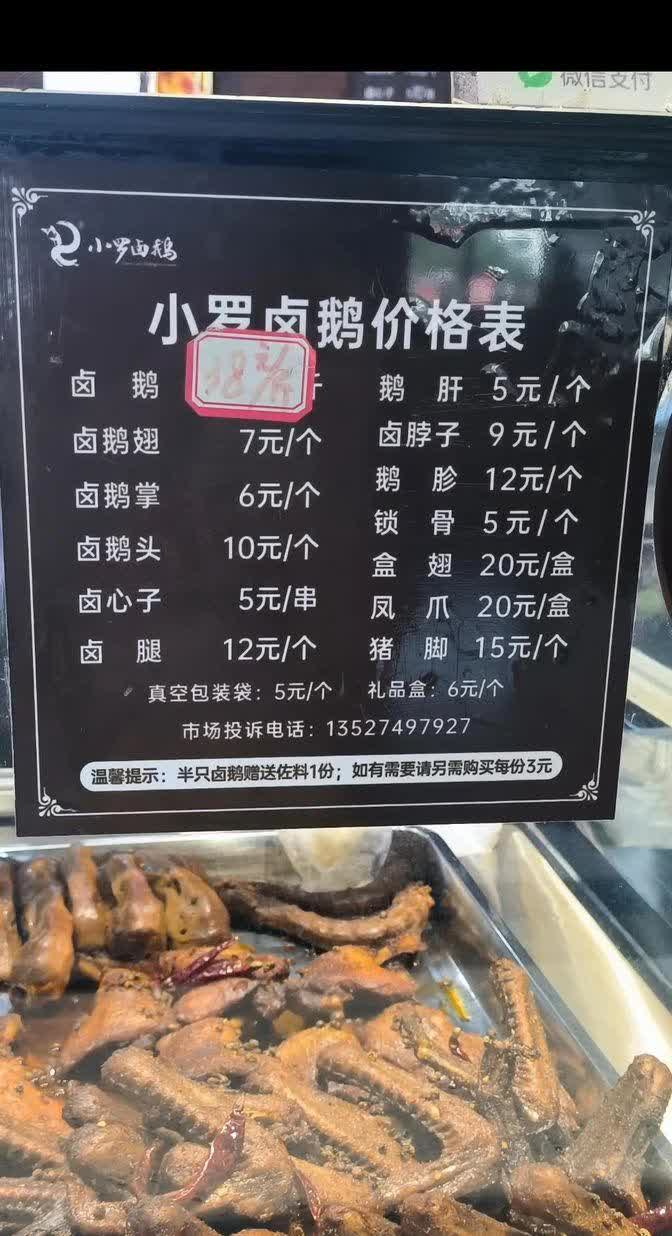 微信支付
小罗卤鹅
小罗卤鹅价格表
卤 鹅 38元/斤
卤鹅翅 7元/个
卤鹅掌 6元/个
卤鹅头 10元/个
卤心子 5元/串
卤 腿 12元/个
鹅 肝 5元/个
卤脖子 9元/个
鹅 胗 12元/个
锁 骨 5元/个
盒 翅 20元/盒
凤 爪 20元/盒
猪 脚 15元/个
真空包装袋：5元/个 礼品盒：6元/个
市场投诉电话：13527497927
温馨提示：半只卤鹅赠送佐料1份；如有需要请另需购买每份3元